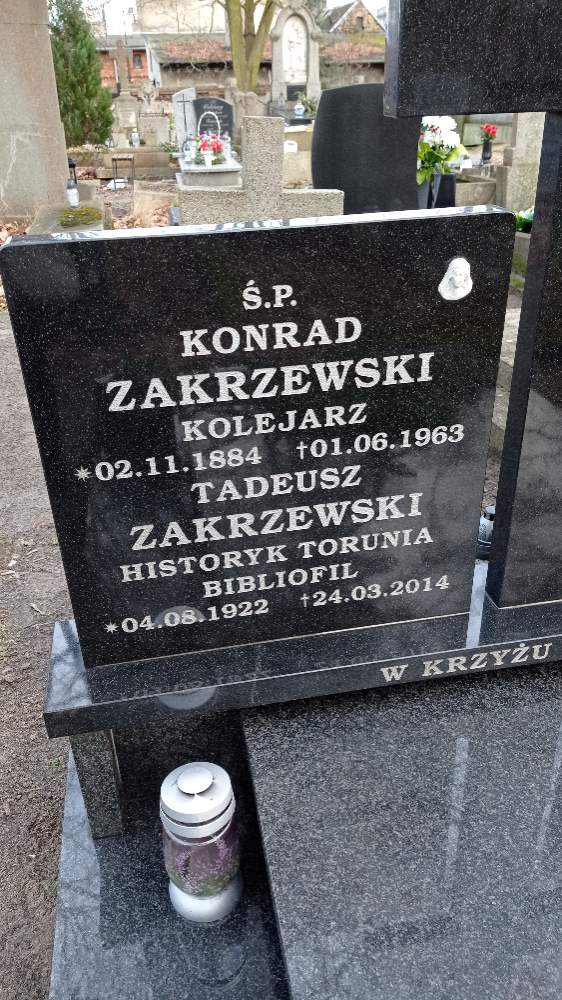 Ś.P.
KONRAD
ZAKRZEWSKI
KOLEJARZ
*02.11.1884 †01.06.1963
TADEUSZ
ZAKRZEWSKI
HISTORYK TORUNIA
BIBLIOFIL
*04.08.1922 †24.03.2014
W KRZYŻU